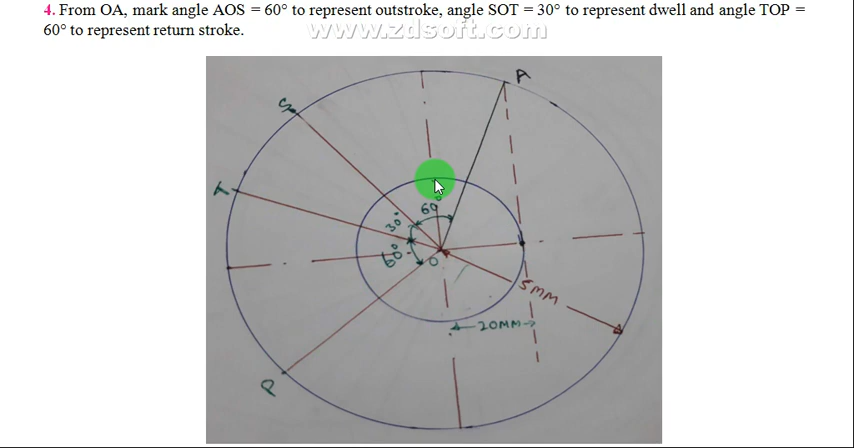 4. From OA, mark angle AOS = 60° to represent outstroke, angle SOT = 30° to represent dwell and angle TOP =
60° to represent return stroke.
www.zdsoft.com
A
S
T
60°
30°
60°
O
5MM
20MM
P